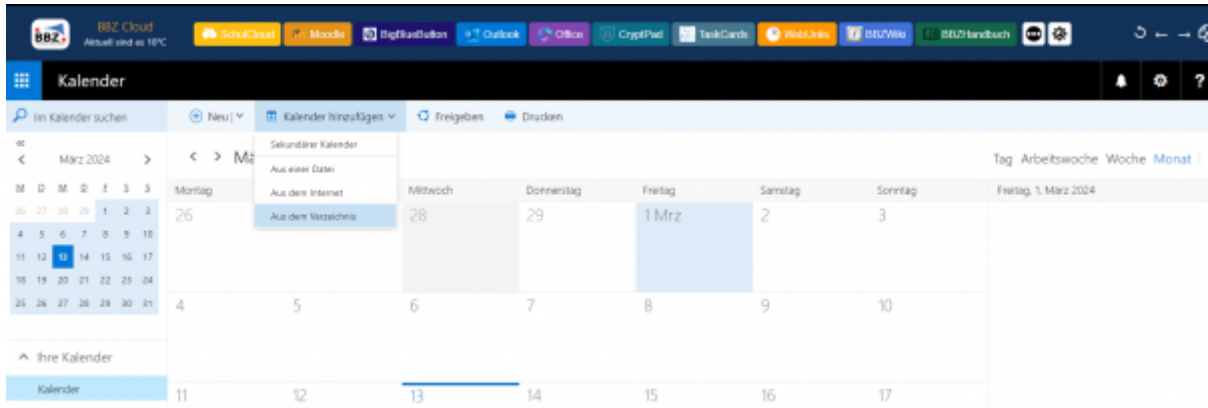 BBZ.
BBZ Cloud
Aktuell sind es 10°C
SchulCloud
Moodle
BigBlueButton
Outlook
Office
CryptPad
TaskCards
WebUntis
BBZWiki
BBZHandbuch
Kalender
?
Im Kalender suchen
Neu
Kalender hinzufügen
Freigeben
Drucken
Sekundärer Kalender
Aus einer Datei
Aus dem Internet
Aus dem Verzeichnis
März 2024
M D M D F S S
26 27 28 29 1 2 3
4 5 6 7 8 9 10
11 12 13 14 15 16 17
18 19 20 21 22 23 24
25 26 27 28 29 30 31
Mä
Tag Arbeitswoche Woche Monat
Montag Mittwoch Donnerstag Freitag Samstag Sonntag
Freitag, 1. März 2024
26 28 29 1 Mrz 2 3
4 5 6 7 8 9 10
11 12 13 14 15 16 17
Ihre Kalender
Kalender